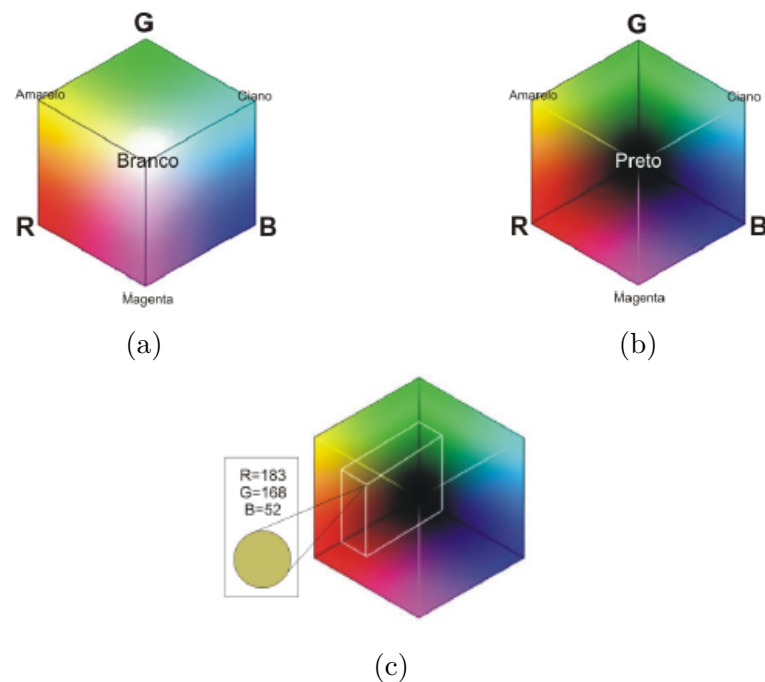 G
G
Amarelo
Ciano
Amarelo
Ciano
Branco
Preto
R
B
R
B
Magenta
Magenta
(a)
(b)
R=183
G=168
B=52
(c)